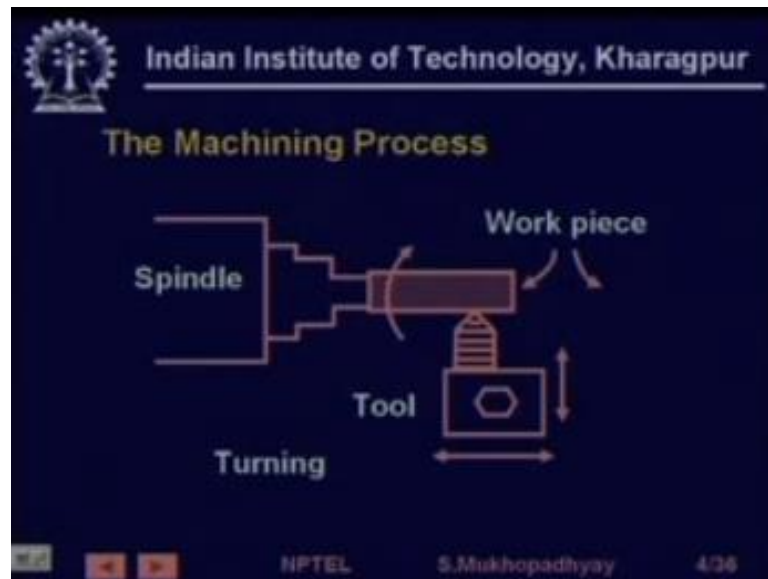 Indian Institute of Technology, Kharagpur
The Machining Process
Work piece
Spindle
Tool
Turning
NPTEL S.Mukhopadhyay 4/36